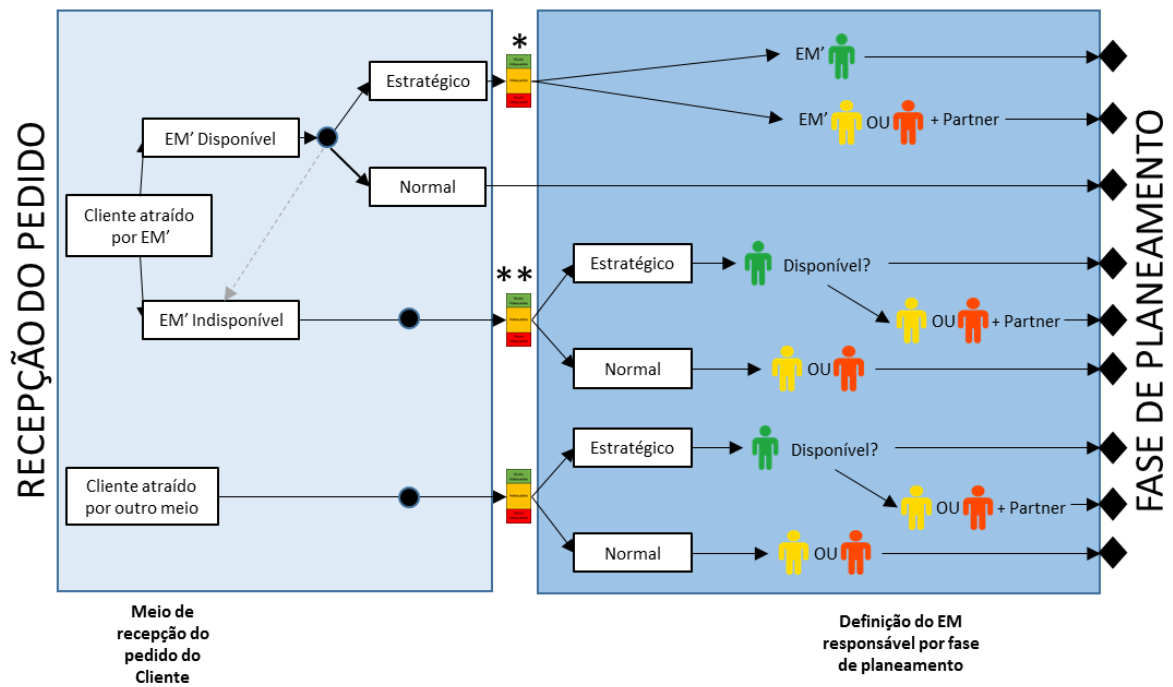 RECEPÇÃO DO PEDIDO
Cliente atraído
por EM'
EM' Disponível
EM' Indisponível
Estratégico
Normal
*
EM'
EM'
OU
+ Partner
**
Estratégico
Disponível?
OU
+ Partner
Normal
OU
Cliente atraído
por outro meio
Estratégico
Disponível?
OU
+ Partner
Normal
OU
FASE DE PLANEAMENTO
Meio de
recepção do
pedido do
Cliente
Definição do EM
responsável por fase
de planeamento